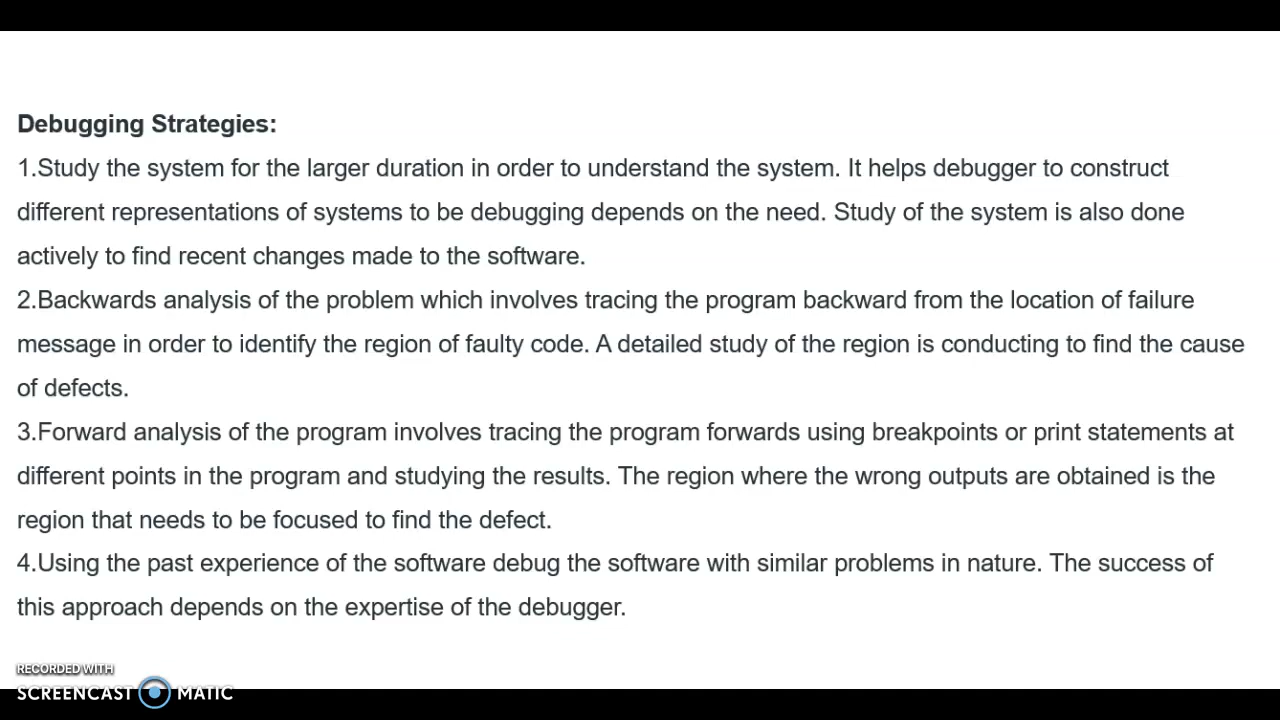 Debugging Strategies:
1.Study the system for the larger duration in order to understand the system. It helps debugger to construct
different representations of systems to be debugging depends on the need. Study of the system is also done
actively to find recent changes made to the software.
2.Backwards analysis of the problem which involves tracing the program backward from the location of failure
message in order to identify the region of faulty code. A detailed study of the region is conducting to find the cause
of defects.
3.Forward analysis of the program involves tracing the program forwards using breakpoints or print statements at
different points in the program and studying the results. The region where the wrong outputs are obtained is the
region that needs to be focused to find the defect.
4.Using the past experience of the software debug the software with similar problems in nature. The success of
this approach depends on the expertise of the debugger.
RECORDED WITH
SCREENCAST MATIC